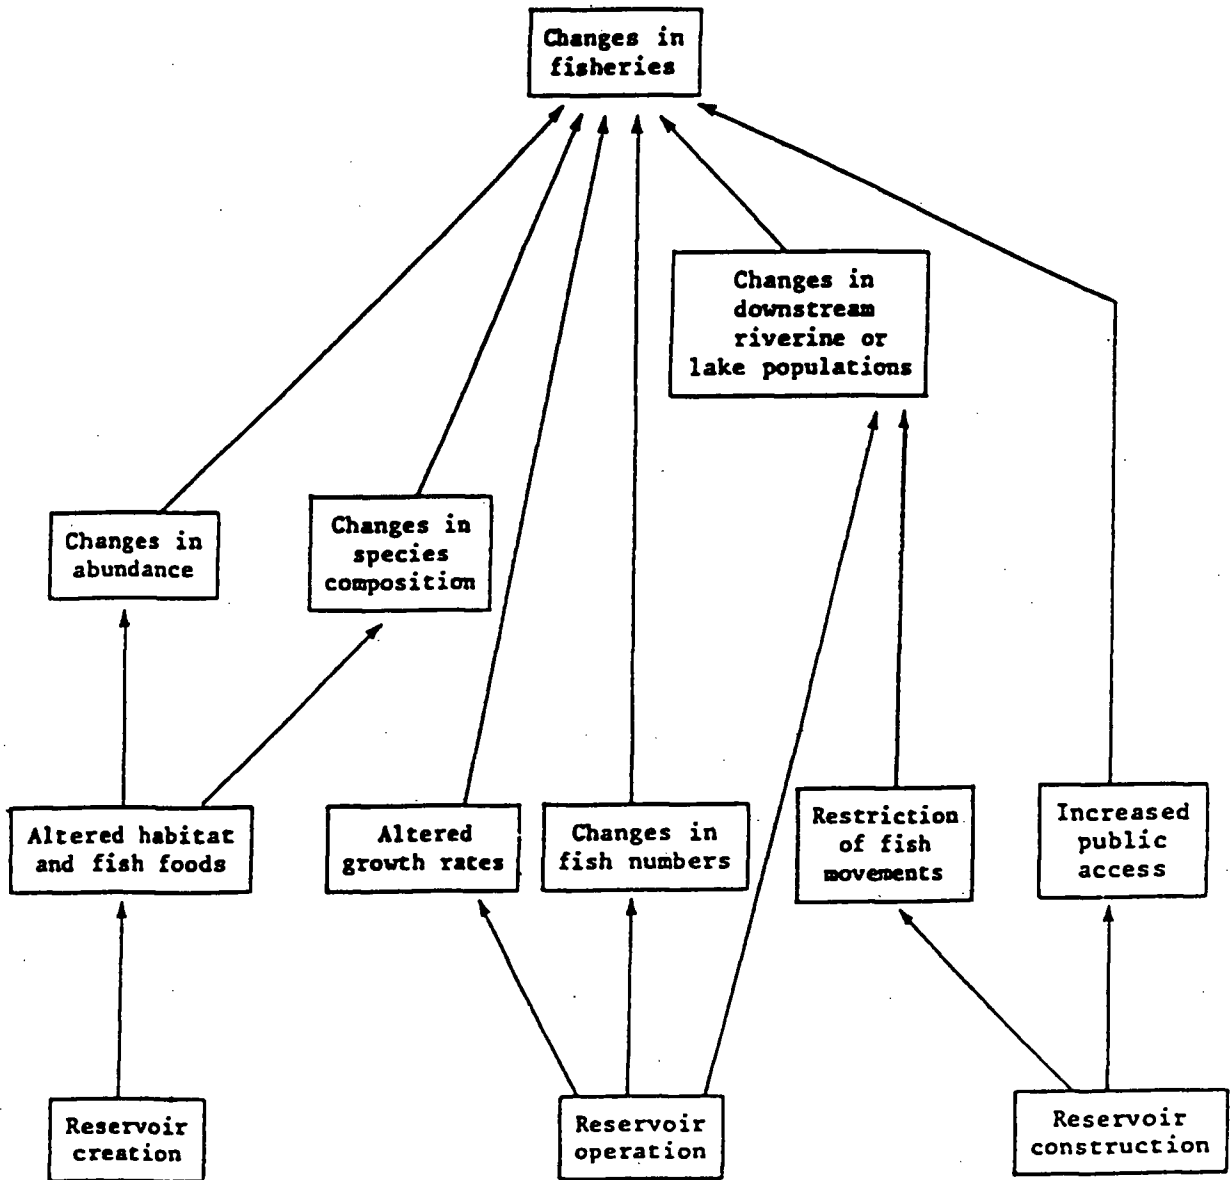 Changes in
fisheries
Changes in
downstream
riverine or
lake populations
Changes in
abundance
Changes in
species
composition
Altered habitat
and fish foods
Altered
growth rates
Changes in
fish numbers
Restriction
of fish
movements
Increased
public
access
Reservoir
creation
Reservoir
operation
Reservoir
construction